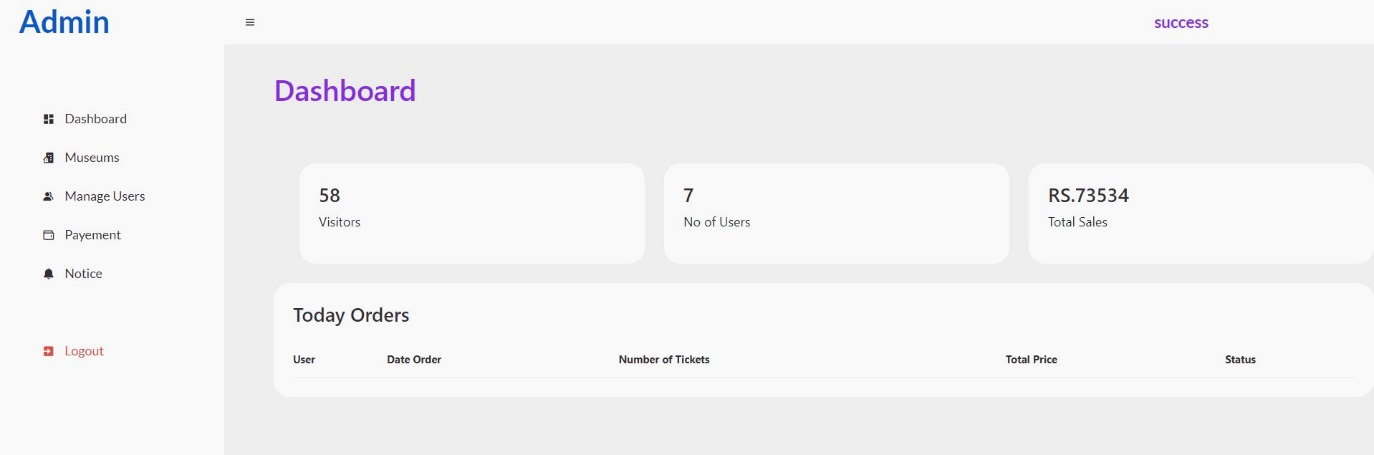 Admin
success
Dashboard
Museums
Manage Users
Payement
Notice
Logout
Dashboard
58
Visitors
7
No of Users
RS.73534
Total Sales
Today Orders
User Date Order Number of Tickets Total Price Status